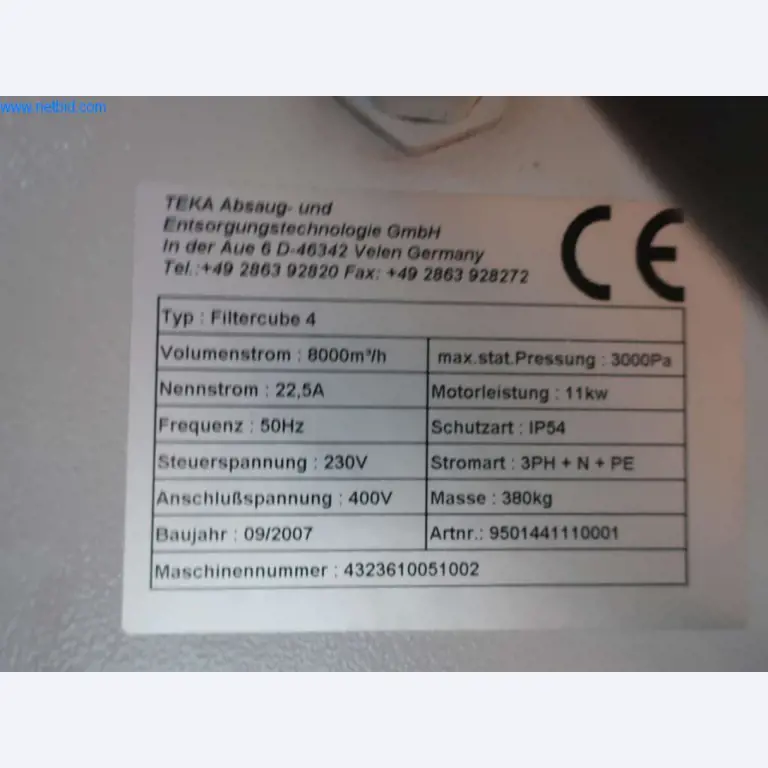 www.netbid.com
TEKA Absaug- und
Entsorgungstechnologie GmbH
In der Aue 6 D-46342 Velen Germany
Tel.:+49 2863 92820 Fax: +49 2863 928272
CE
Typ : Filtercube 4
Volumenstrom : 8000m³/h max.stat.Pressung : 3000Pa
Nennstrom : 22,5A Motorleistung : 11kw
Frequenz : 50Hz Schutzart : IP54
Steuerspannung : 230V Stromart : 3PH + N + PE
Anschlußspannung : 400V Masse : 380kg
Baujahr : 09/2007 Artnr.: 9501441110001
Maschinennummer : 4323610051002